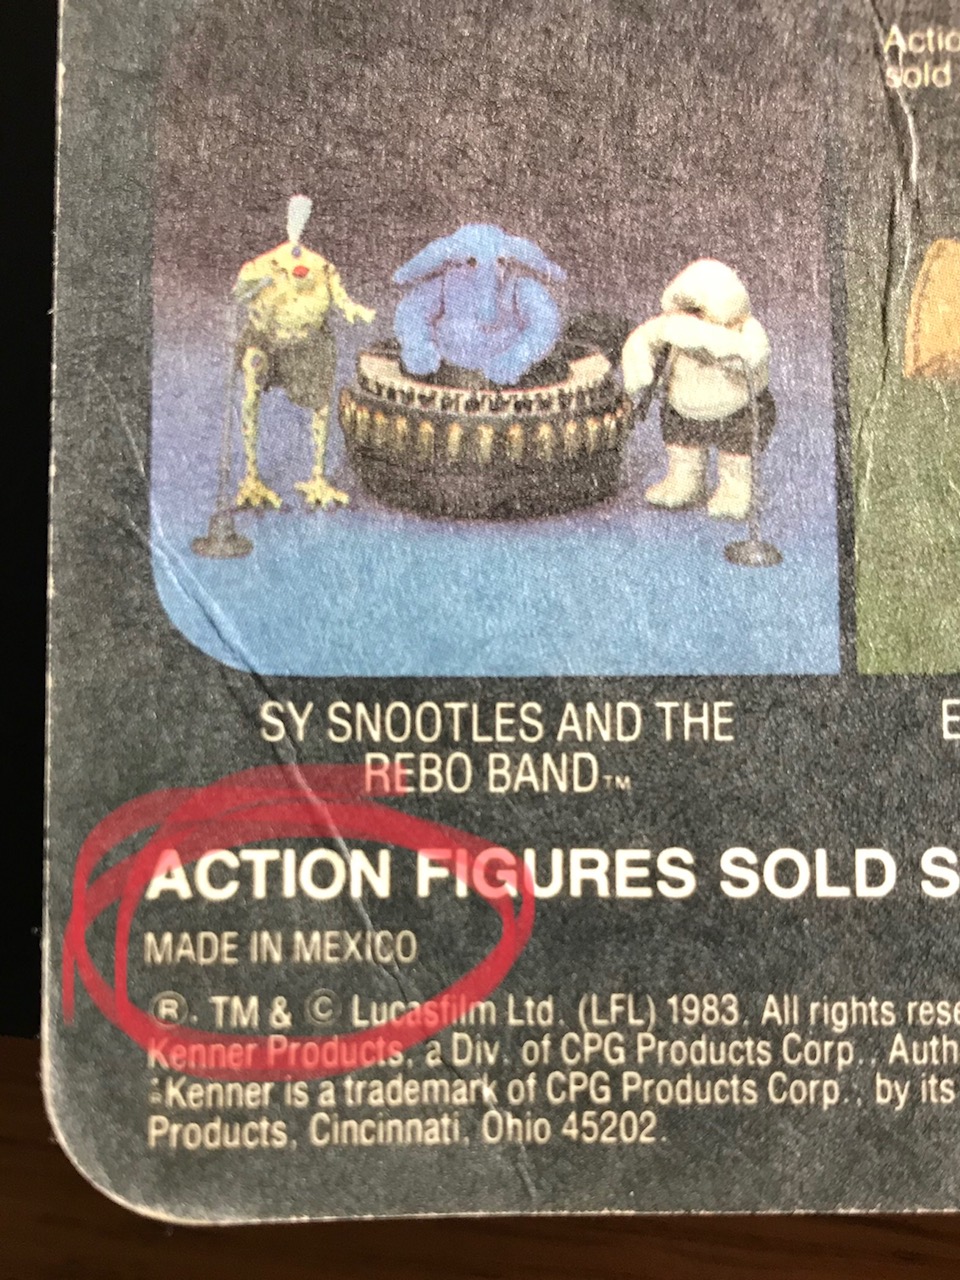 Actio
sold
SY SNOOTLES AND THE
REBO BAND™
E
ACTION FIGURES SOLD S
MADE IN MEXICO
®. TM & © Lucasfilm Ltd. (LFL) 1983. All rights rese
Kenner Products, a Div. of CPG Products Corp., Auth
Kenner is a trademark of CPG Products Corp., by its
Products, Cincinnati, Ohio 45202.